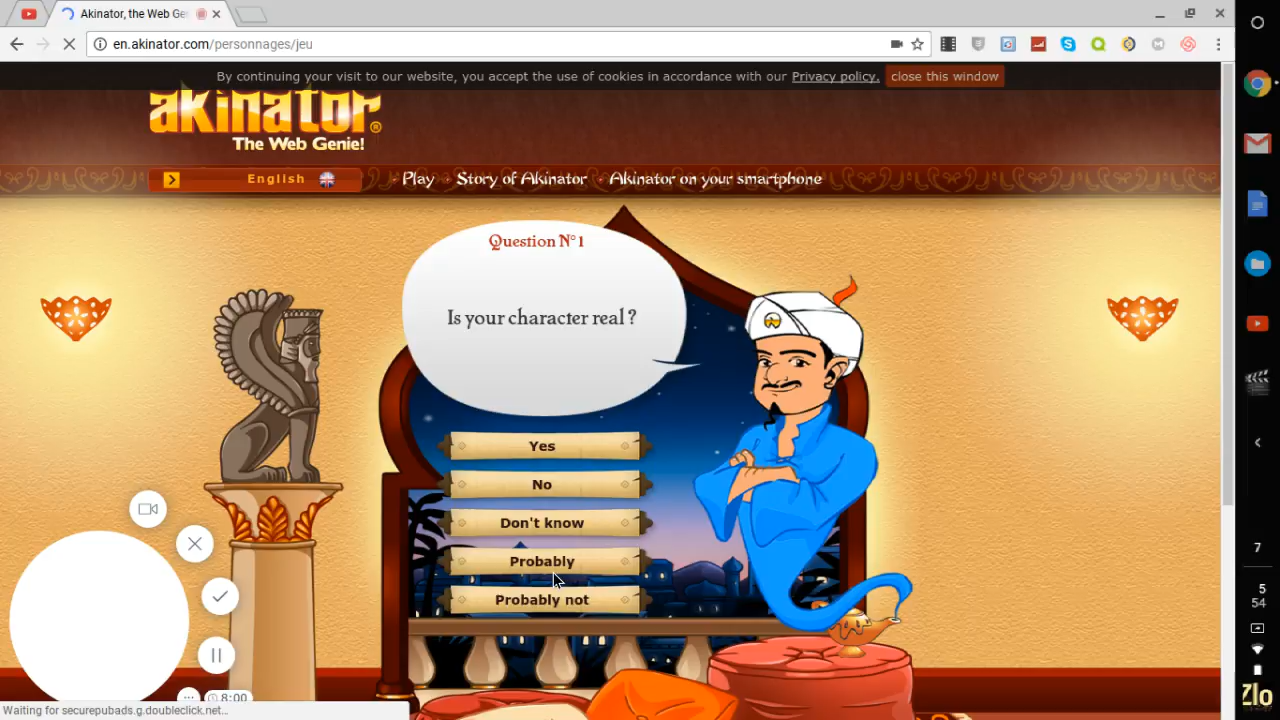 Akinator, the Web Ge
en.akinator.com/personnages/jeu
By continuing your visit to our website, you accept the use of cookies in accordance with our Privacy policy. close this window
akinator®
The Web Genie!
English
Play · Story of Akinator · Akinator on your smartphone
Question N°1
Is your character real ?
Yes
No
Don't know
Probably
Probably not
8:00
Waiting for securepubads.g.doubleclick.net...
7
5
54
Zlo